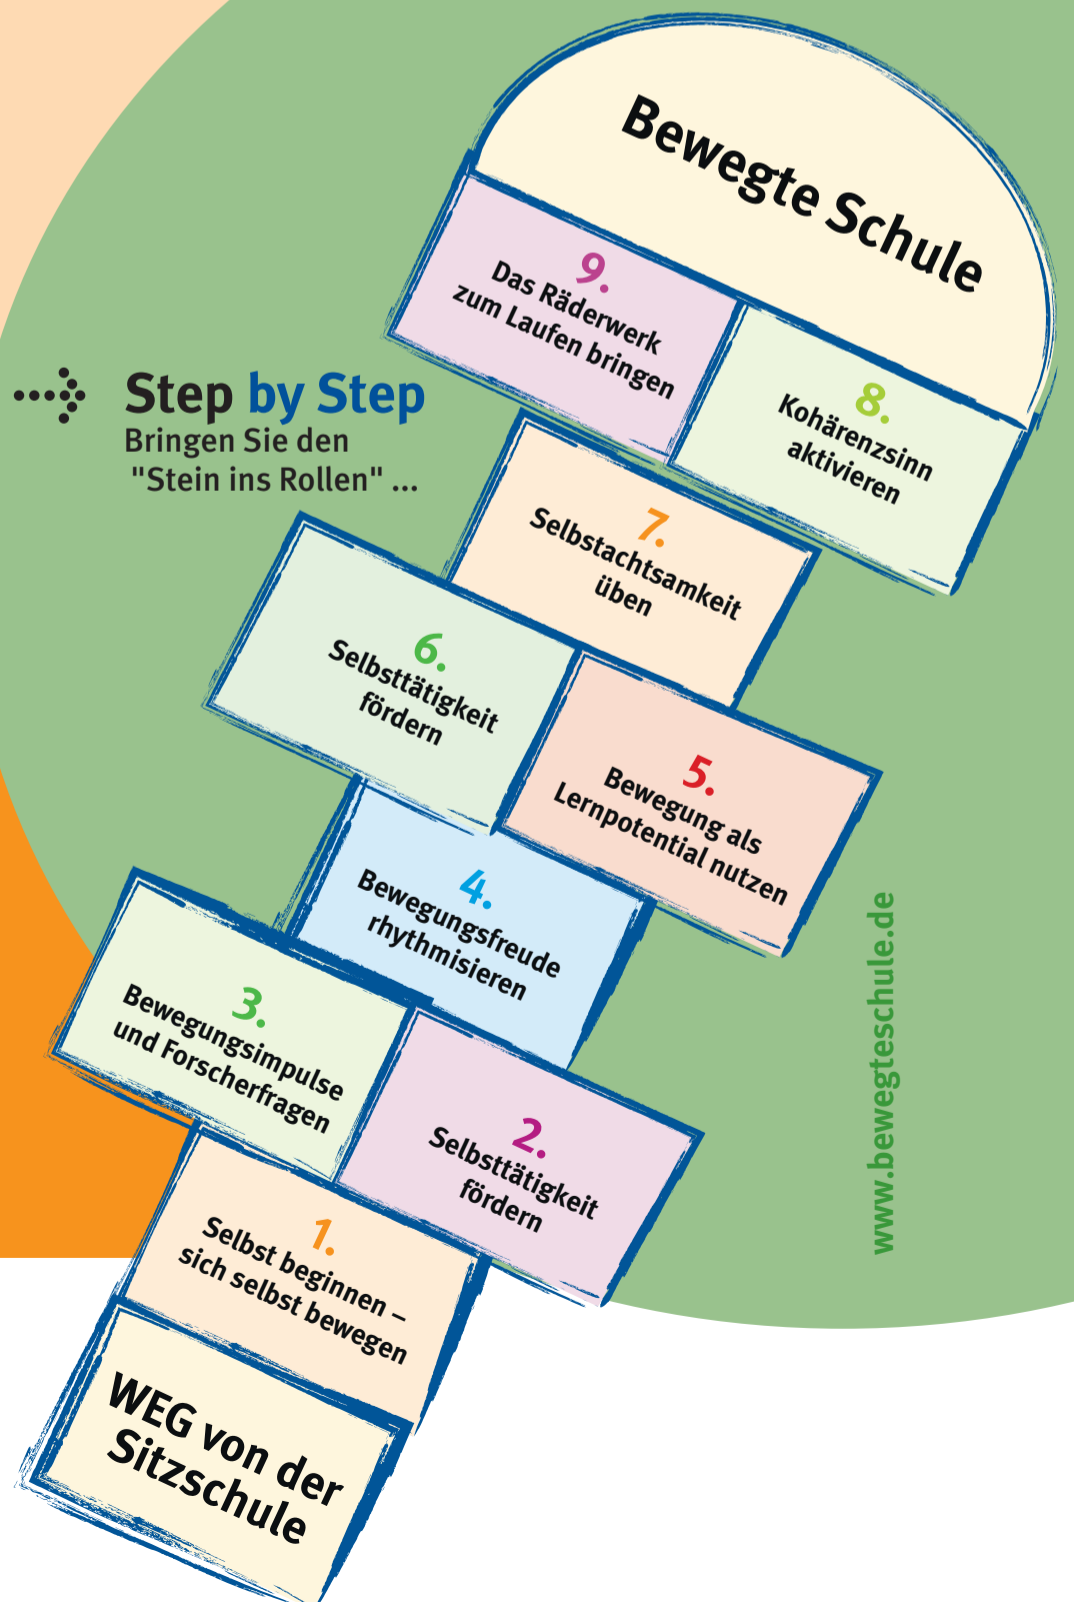 Bewegte Schule
9.
Das Räderwerk
zum Laufen bringen
8.
Kohärenzsinn
aktivieren
Step by Step
Bringen Sie den
"Stein ins Rollen" ...
7.
Selbstachtsamkeit
üben
6.
Selbsttätigkeit
fördern
5.
Bewegung als
Lernpotential nutzen
4.
Bewegungsfreude
rhythmisieren
3.
Bewegungsimpulse
und Forscherfragen
2.
Selbsttätigkeit
fördern
1.
Selbst beginnen –
sich selbst bewegen
WEG von der
Sitzschule
www.bewegteschule.de